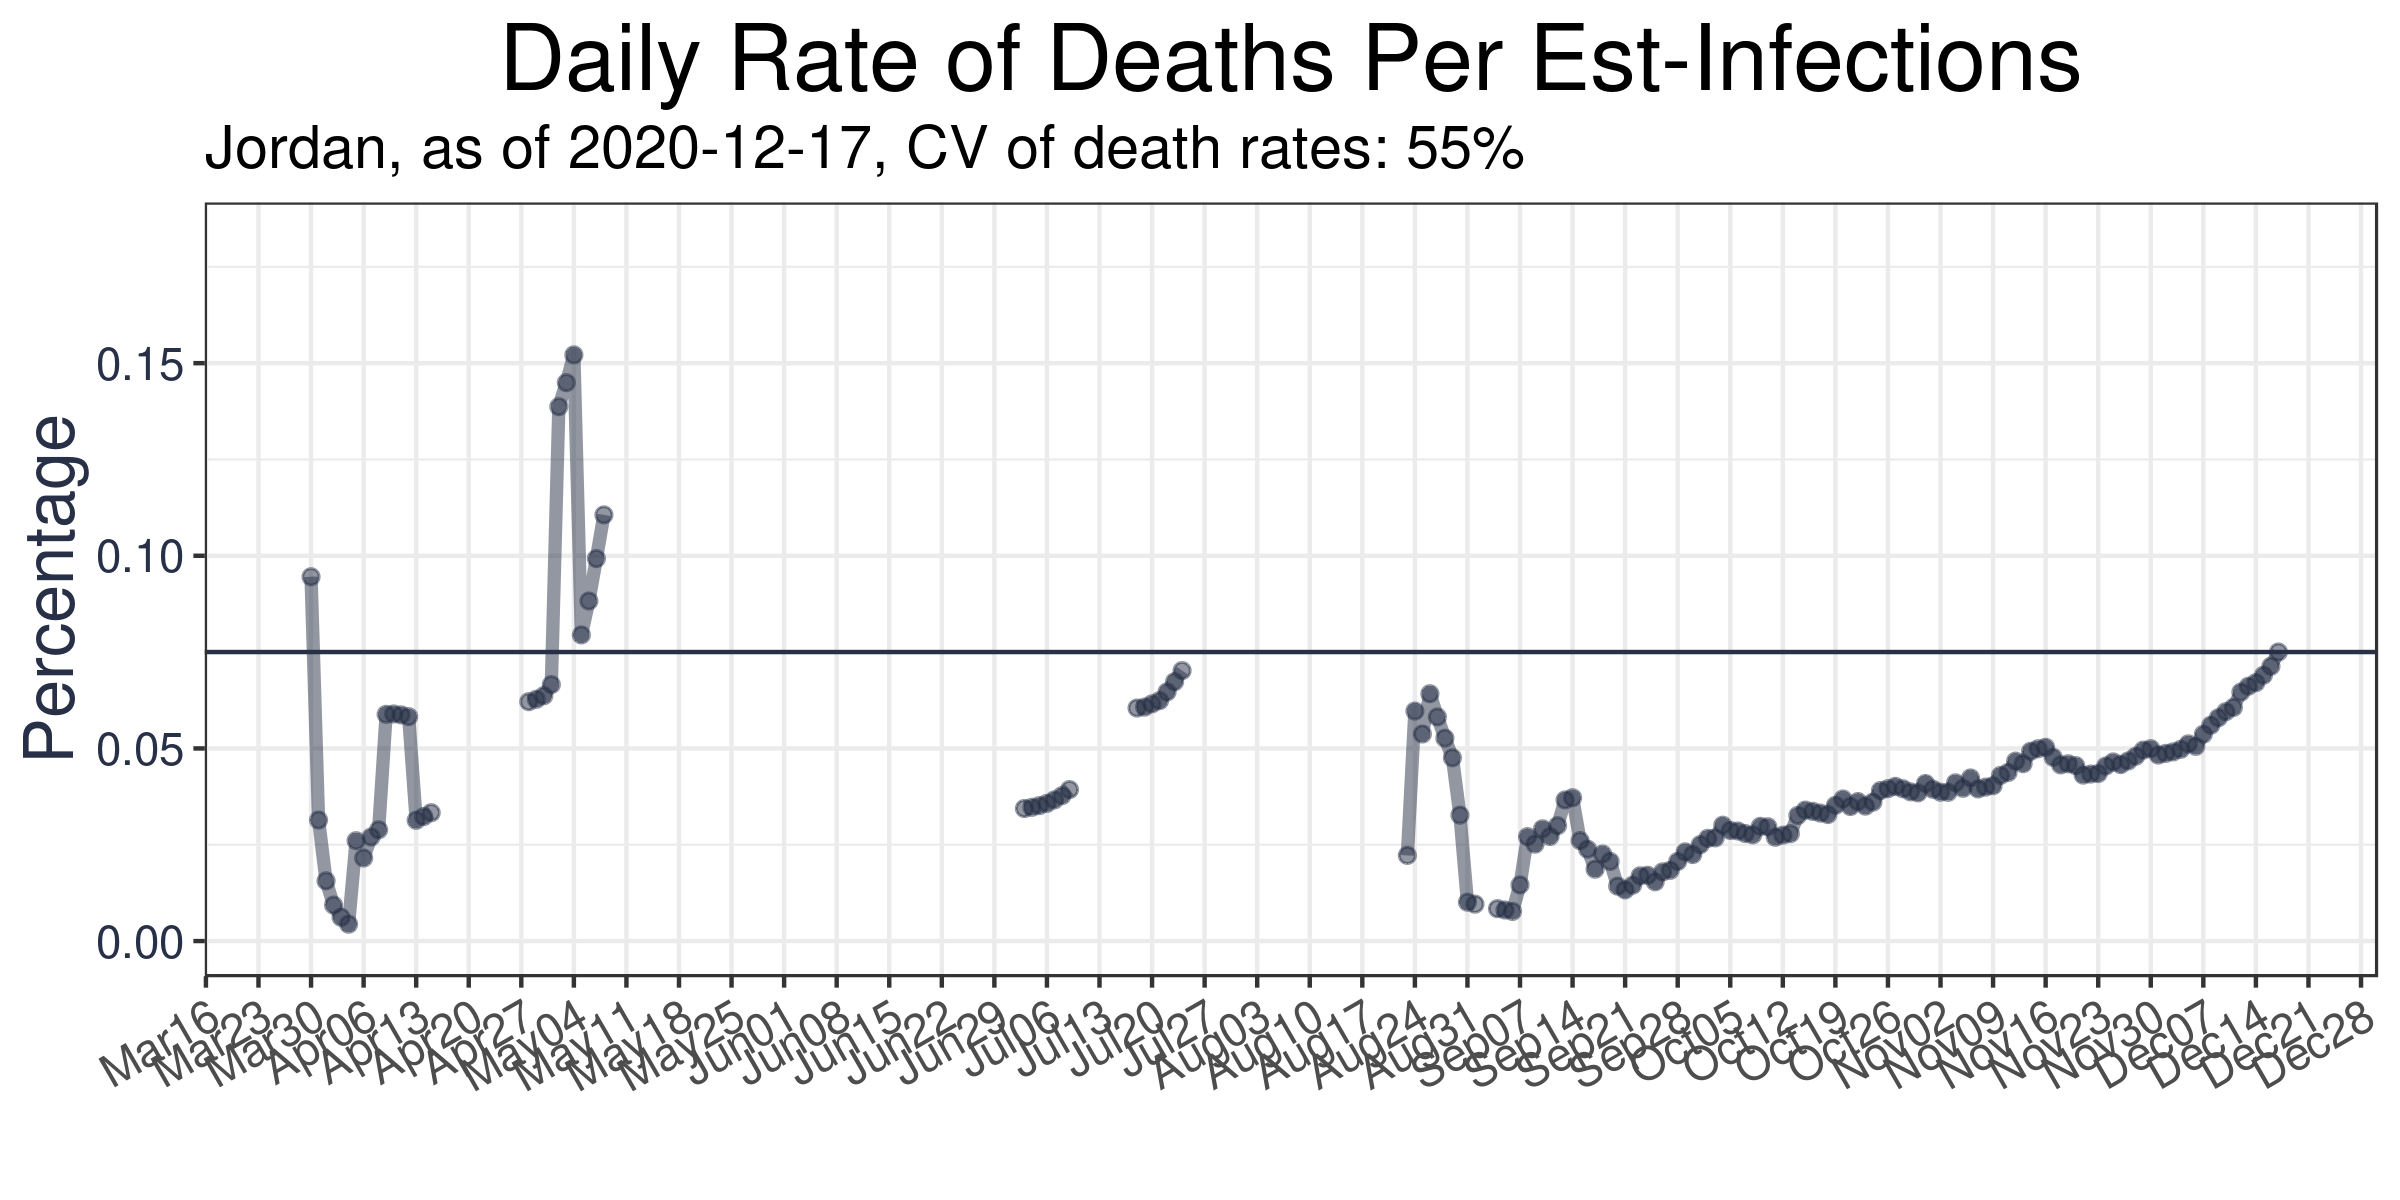 Daily Rate of Deaths Per Est-Infections
Jordan, as of 2020-12-17, CV of death rates: 55%
Percentage
0.15
0.10
0.05
0.00
Mar16
Mar23
Mar30
Apr06
Apr13
Apr20
Apr27
May04
May11
May18
May25
Jun01
Jun08
Jun15
Jun22
Jun29
Jul06
Jul13
Jul20
Jul27
Aug03
Aug10
Aug17
Aug24
Aug31
Sep07
Sep14
Sep21
Sep28
Oct05
Oct12
Oct19
Oct26
Nov02
Nov09
Nov16
Nov23
Nov30
Dec07
Dec14
Dec21
Dec28